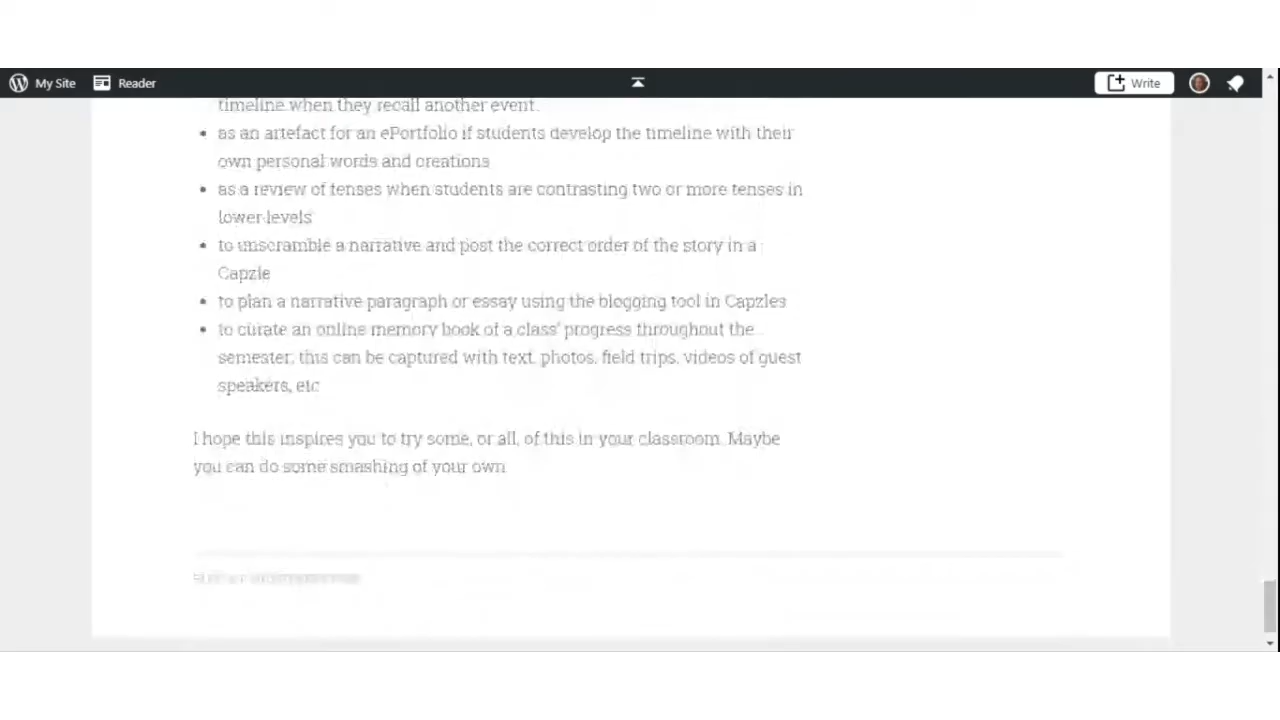 My Site Reader Write
timeline when they recall another event.
• as an artefact for an ePortfolio if students develop the timeline with their
own personal words and creations
• as a review of tenses when students are contrasting two or more tenses in
lower levels
• to unscramble a narrative and post the correct order of the story in a
Capzle
• to plan a narrative paragraph or essay using the blogging tool in Capzles
• to curate an online memory book of a class' progress throughout the
semester; this can be captured with text, photos, field trips, videos of guest
speakers, etc
I hope this inspires you to try some, or all, of this in your classroom. Maybe
you can do some smashing of your own